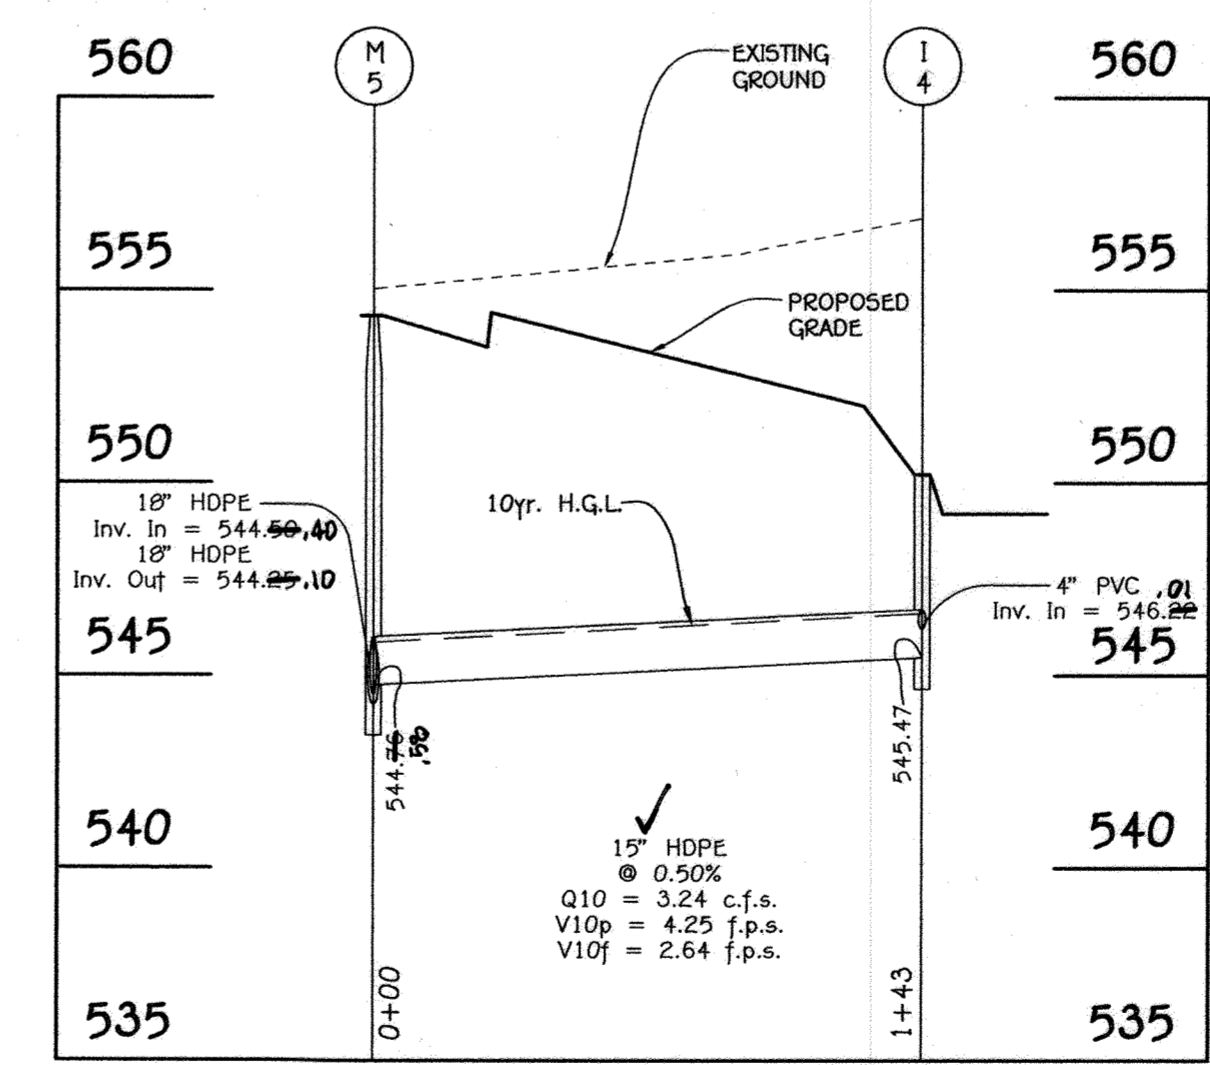 560
M
5
EXISTING
GROUND
I
4
560
555
555
PROPOSED
GRADE
550
550
18" HDPE
Inv. In = 544.50 .40
18" HDPE
Inv. Out = 544.25 .10
10yr. H.G.L.
4" PVC .01
Inv. In = 546.22
545
545
544.76 .58
545.47
540
540
15" HDPE
@ 0.50%
Q10 = 3.24 c.f.s.
V10p = 4.25 f.p.s.
V10f = 2.64 f.p.s.
0+00
1+43
535
535